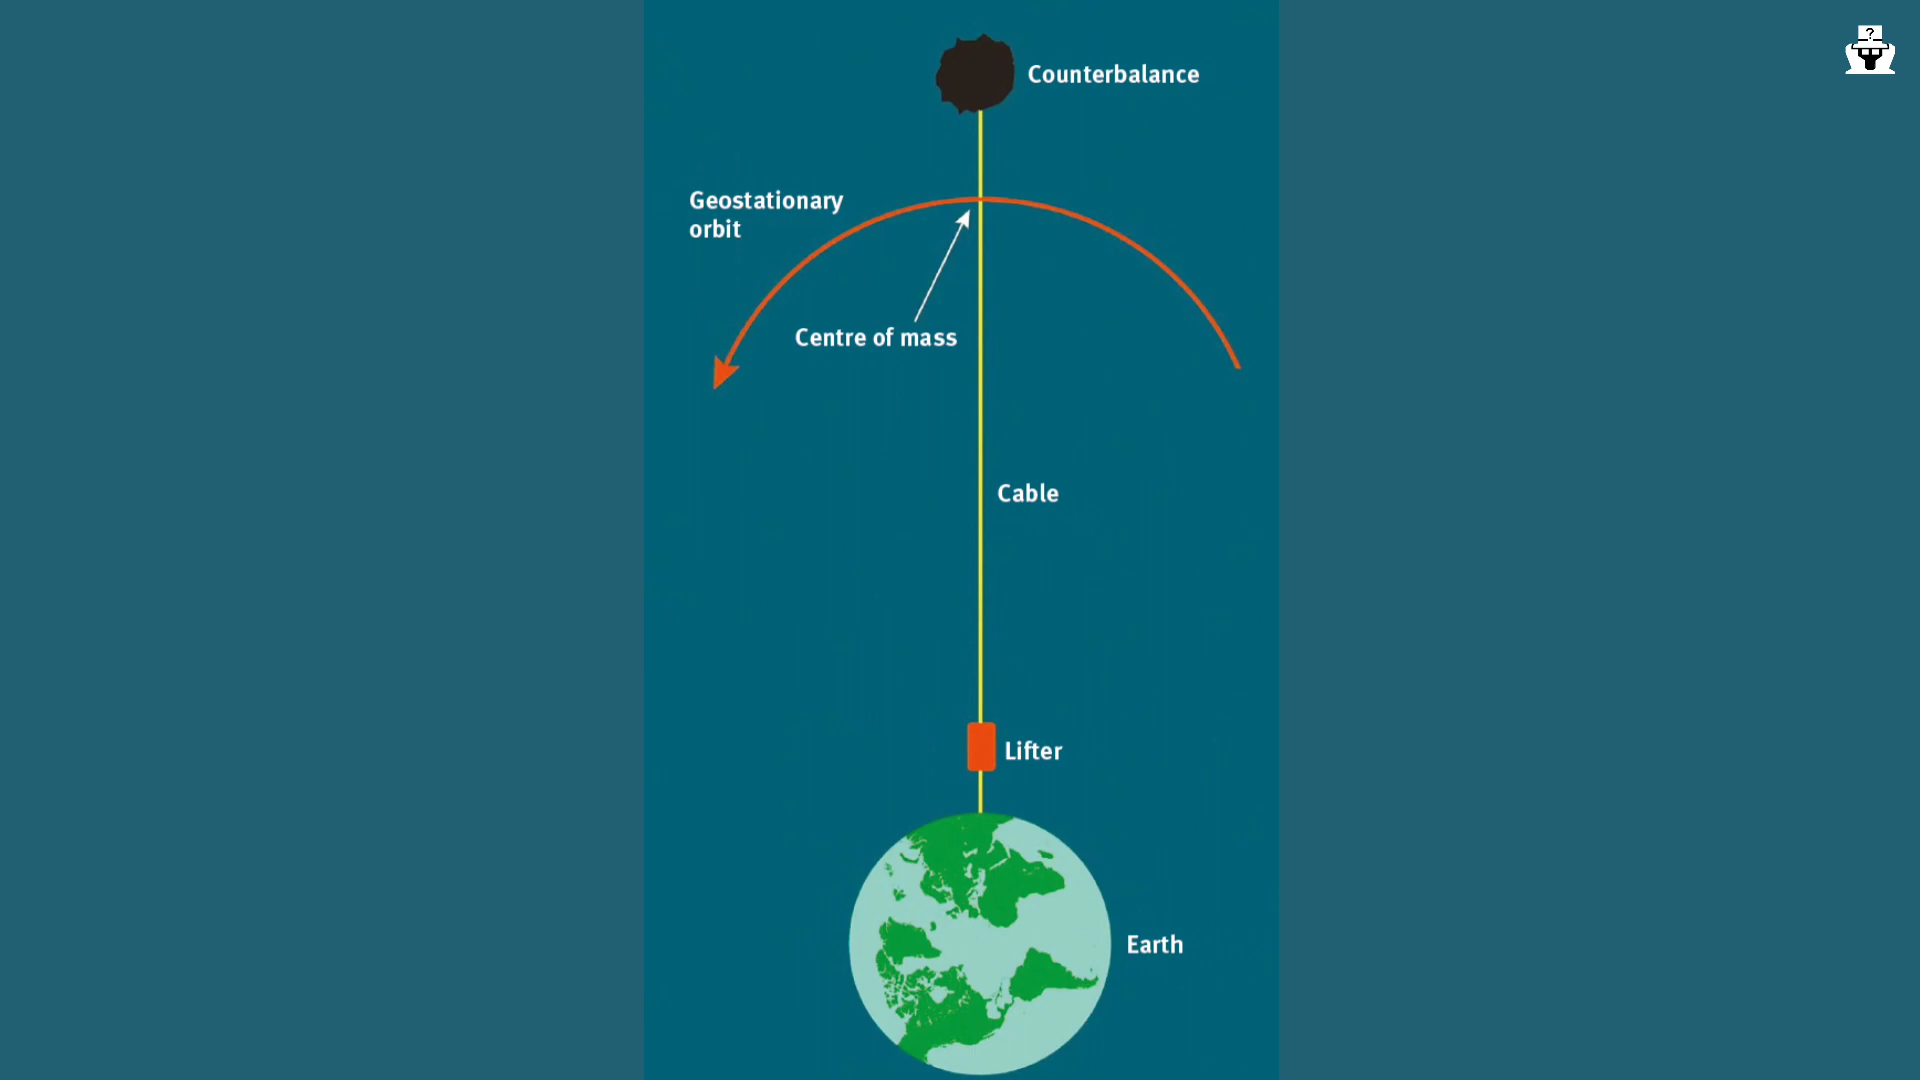 ?
Counterbalance
Geostationary
orbit
Centre of mass
Cable
Lifter
Earth